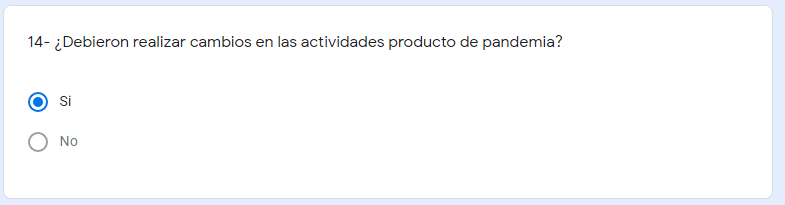 14- ¿Debieron realizar cambios en las actividades producto de pandemia?
Si
No